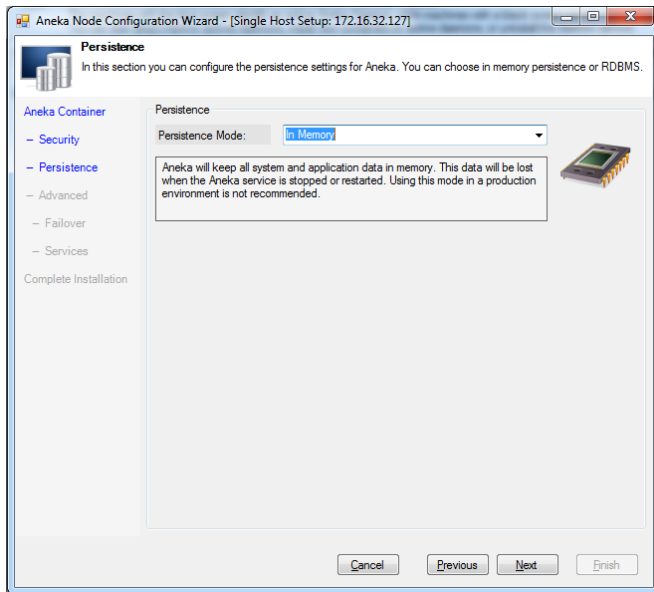 Aneka Node Configuration Wizard - [Single Host Setup: 172.16.32.127]
Persistence
In this section you can configure the persistence settings for Aneka. You can choose in memory persistence or RDBMS.
Aneka Container
– Security
– Persistence
– Advanced
– Failover
– Services
Complete Installation
Persistence
Persistence Mode:
In Memory
Aneka will keep all system and application data in memory. This data will be lost
when the Aneka service is stopped or restarted. Using this mode in a production
environment is not recommended.
Cancel
Previous
Next
Finish